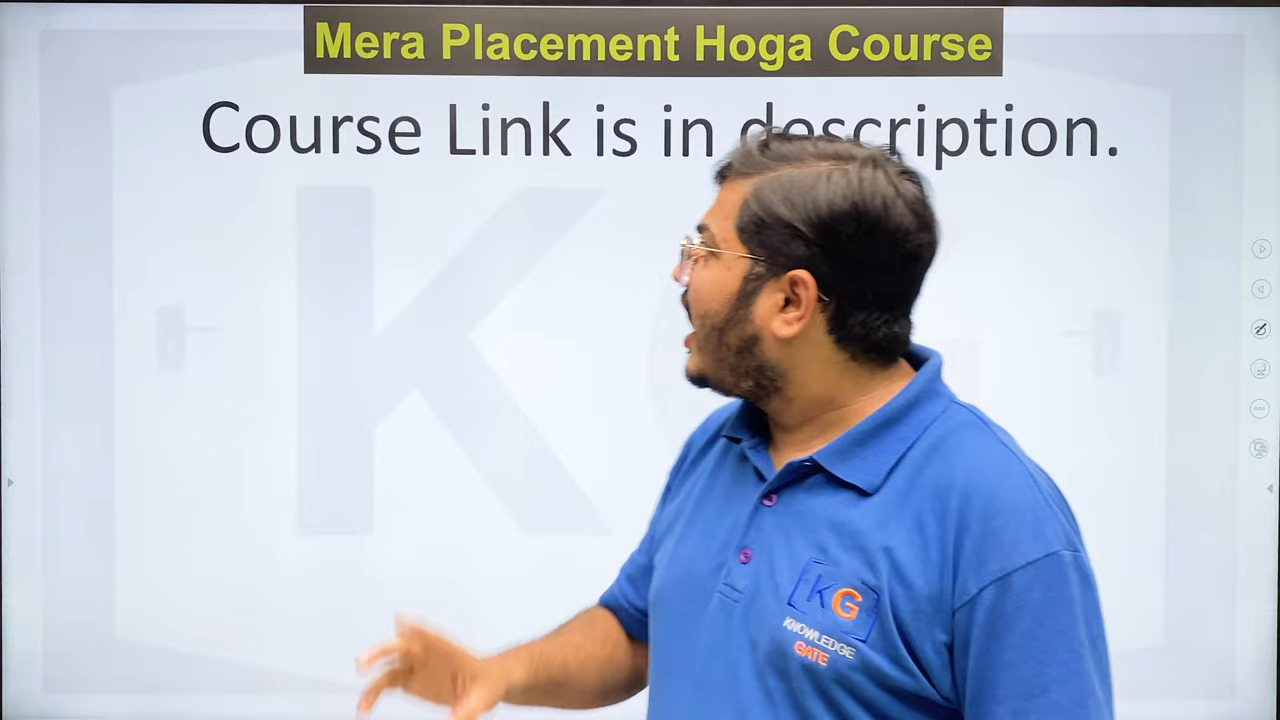 Mera Placement Hoga Course
Course Link is in description.
K
KG
KNOWLEDGE
GATE